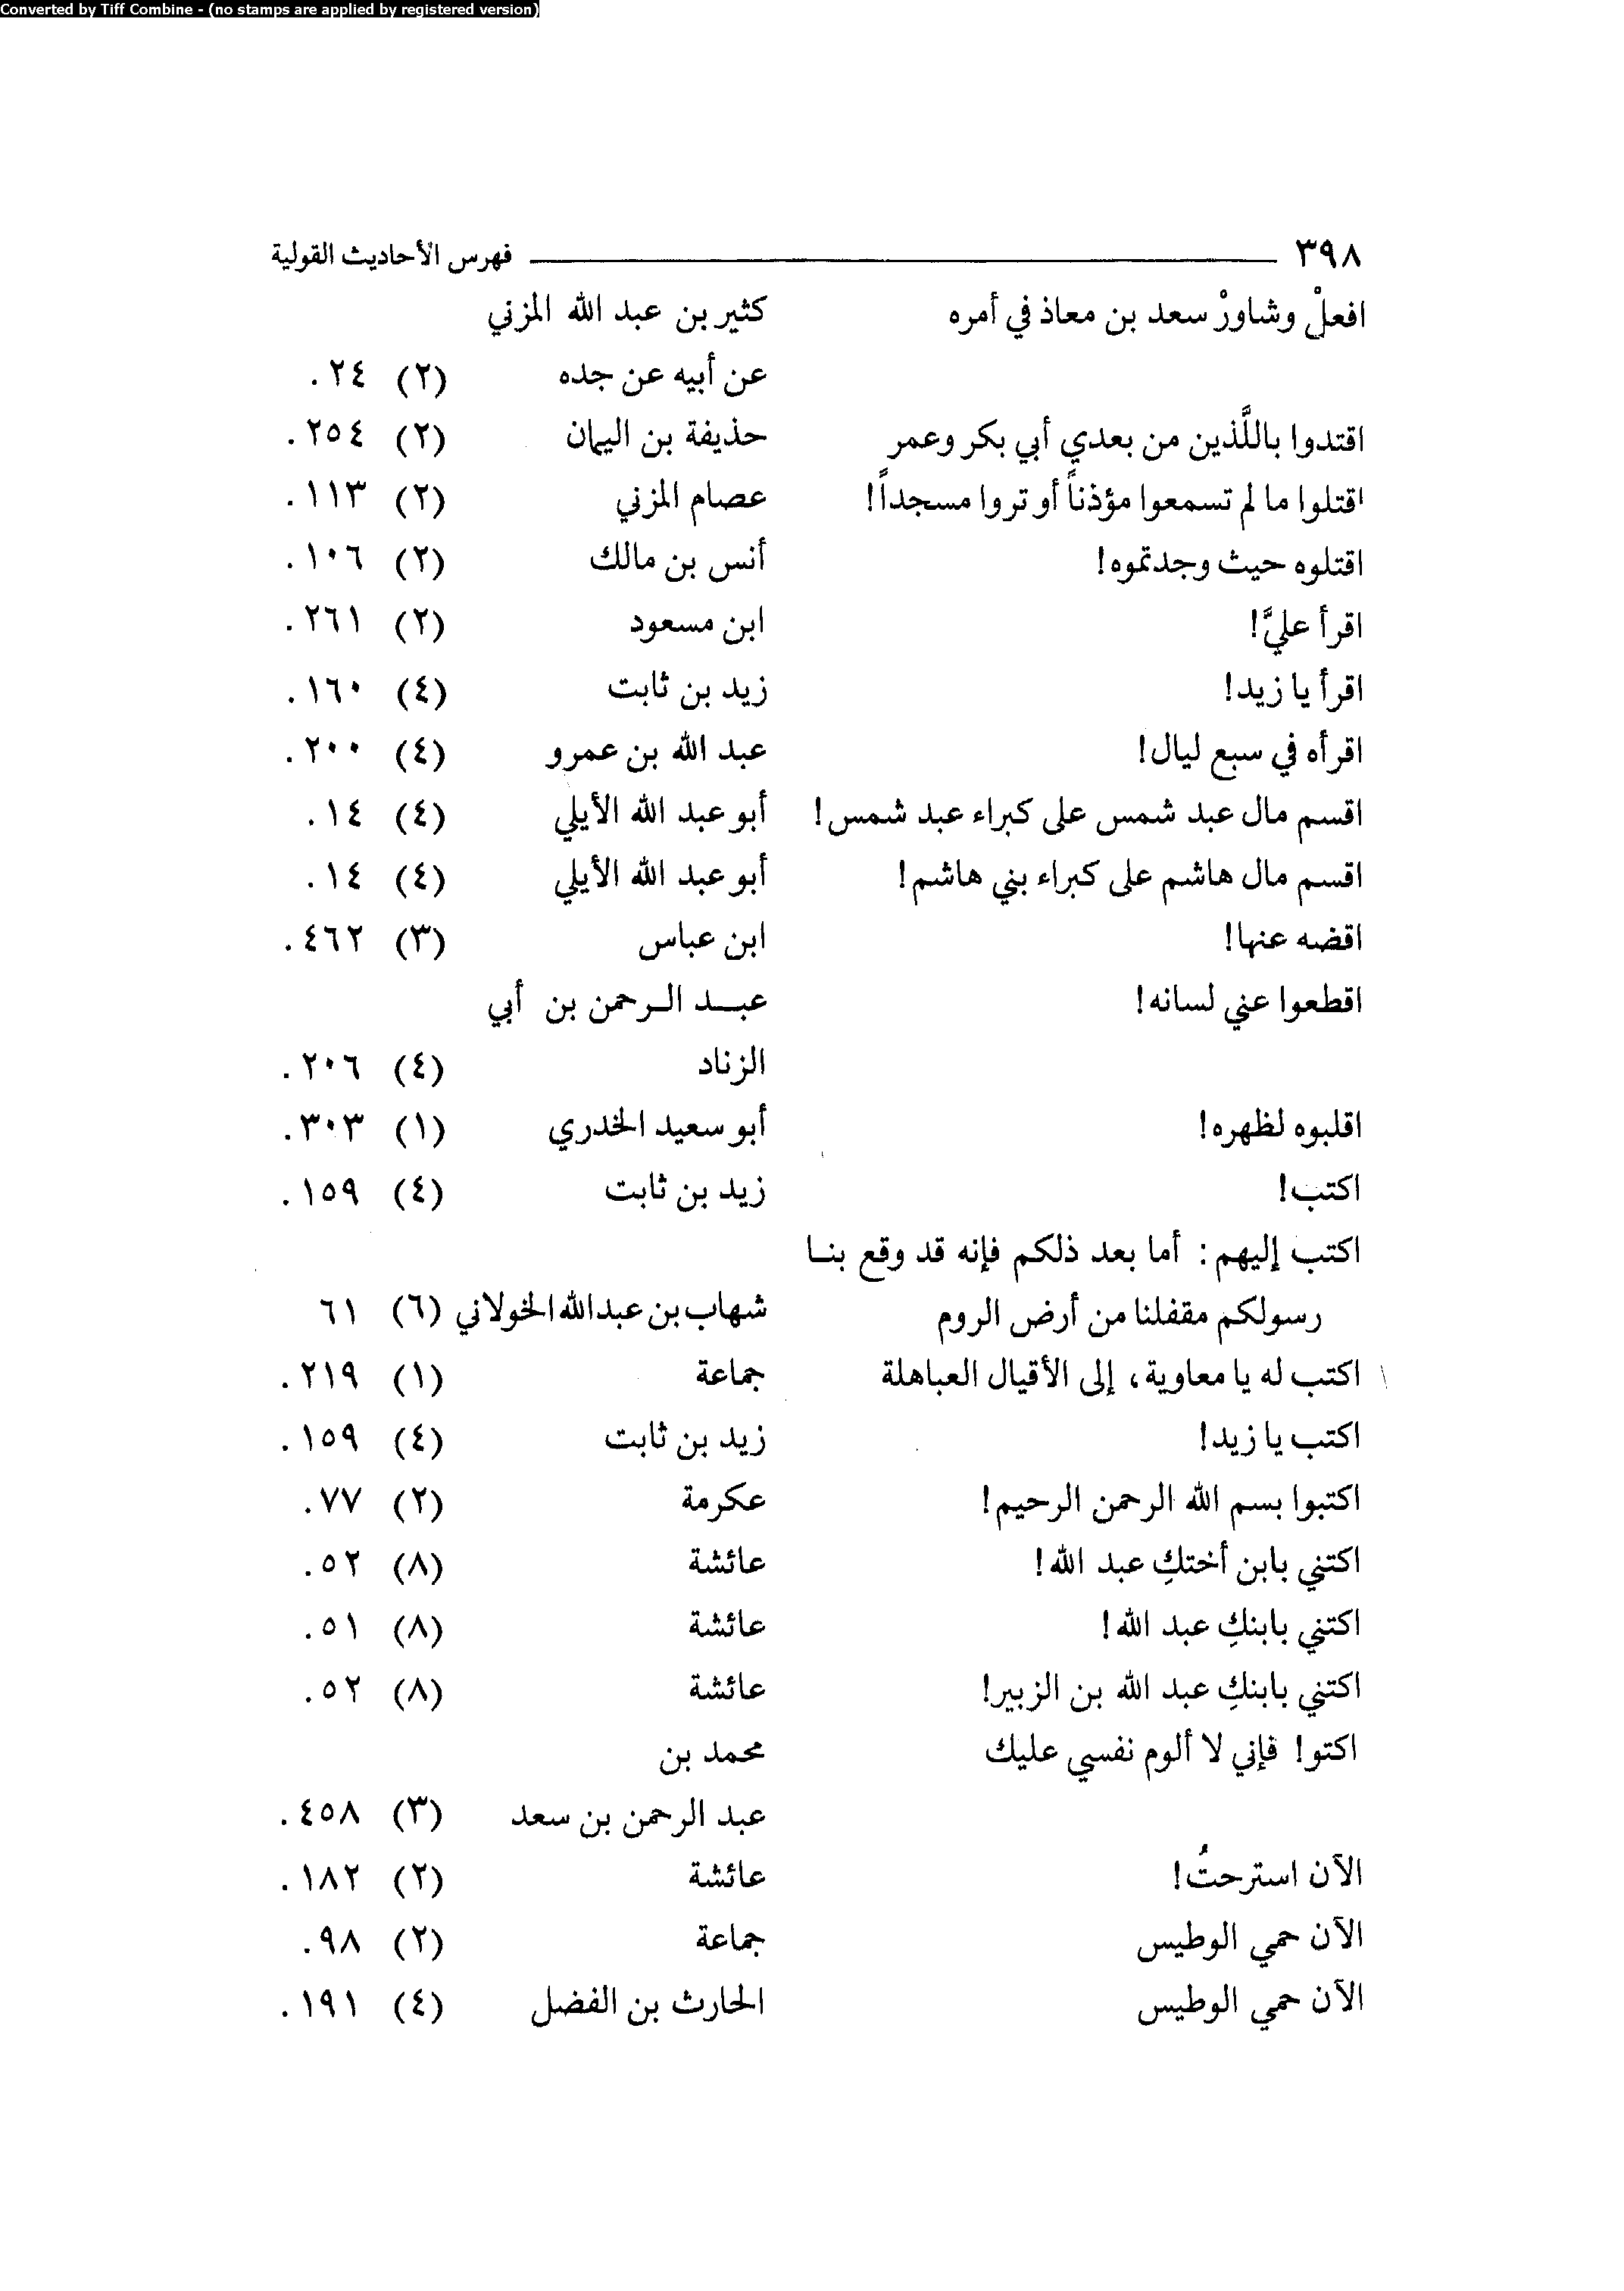 Converted by Tiff Combine - (no stamps are applied by registered version)
٣٩٨ فهرس الأحاديث القولية
افعلْ وشاورْ سعد بن معاذ في أمره كثير بن عبد الله المزني
عن أبيه عن جده (٢) ٢٤.
اقتدوا باللَّذين من بعدي أبي بكر وعمر حذيفة بن اليمان (٢) ٢٥٤.
اقتلوا ما لم تسمعوا مؤذناً أو تروا مسجداً! عصام المزني (٢) ١١٣.
اقتلوه حيث وجدتموه! أنس بن مالك (٢) ١٠٦.
اقرأ عليَّ! ابن مسعود (٢) ٢٦١.
اقرأ يا زيد! زيد بن ثابت (٤) ١٦٠.
اقرأه في سبع ليال! عبد الله بن عمرو (٤) ٢٠٠.
اقسم مال عبد شمس على كبراء عبد شمس! أبو عبد الله الأيلي (٤) ١٤.
اقسم مال هاشم على كبراء بني هاشم! أبو عبد الله الأيلي (٤) ١٤.
اقضه عنها! ابن عباس (٣) ٤٦٢.
اقطعوا عني لسانه! عبـد الـرحمن بن أبي
الزناد (٤) ٢٠٦.
اقلبوه لظهره! أبو سعيد الخدري (١) ٣٠٣.
اكتب! زيد بن ثابت (٤) ١٥٩.
اكتب إليهم: أما بعد ذلكم فإنه قد وقع بنـا
رسولكم مقفلنا من أرض الروم شهاب بن عبدالله الخولاني (٦) ٦١
اكتب له يا معاوية، إلى الأقيال العباهلة جماعة (١) ٢١٩.
اكتب يا زيد! زيد بن ثابت (٤) ١٥٩.
اكتبوا بسم الله الرحمن الرحيم! عكرمة (٢) ٧٧.
اكتني بابن أختكِ عبد الله! عائشة (٨) ٥٢.
اكتني بابنكِ عبد الله! عائشة (٨) ٥١.
اكتني بابنكِ عبد الله بن الزبير! عائشة (٨) ٥٢.
اكتو! فإني لا ألوم نفسي عليك محمد بن
عبد الرحمن بن سعد (٣) ٤٥٨.
الآن استرحتُ! عائشة (٢) ١٨٢.
الآن حمي الوطيس جماعة (٢) ٩٨.
الآن حمي الوطيس الحارث بن الفضل (٤) ١٩١.